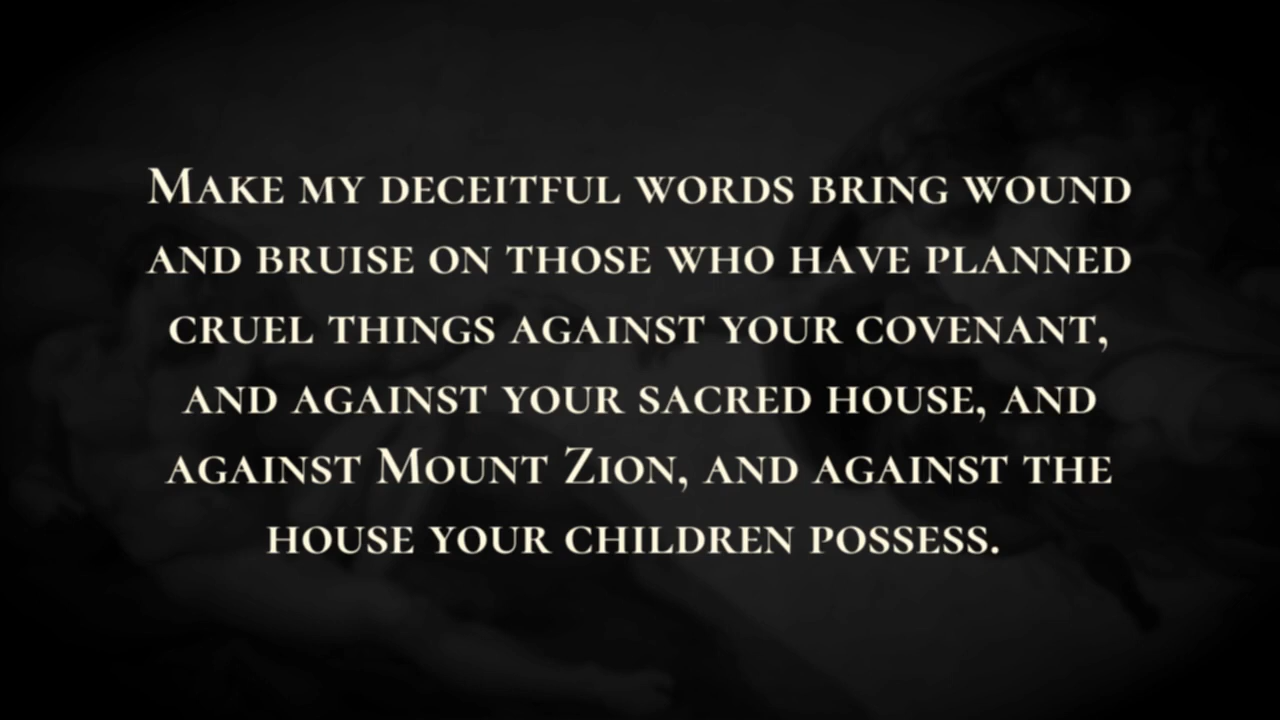 Make my deceitful words bring wound
and bruise on those who have planned
cruel things against your covenant,
and against your sacred house, and
against Mount Zion, and against the
house your children possess.